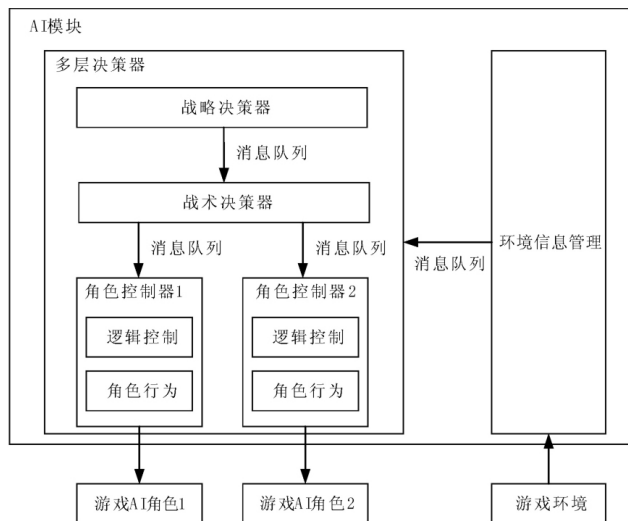 AI模块
多层决策器
战略决策器
消息队列
战术决策器
消息队列
消息队列
消息队列
环境信息管理
角色控制器1
角色控制器2
逻辑控制
逻辑控制
角色行为
角色行为
游戏AI角色1
游戏AI角色2
游戏环境